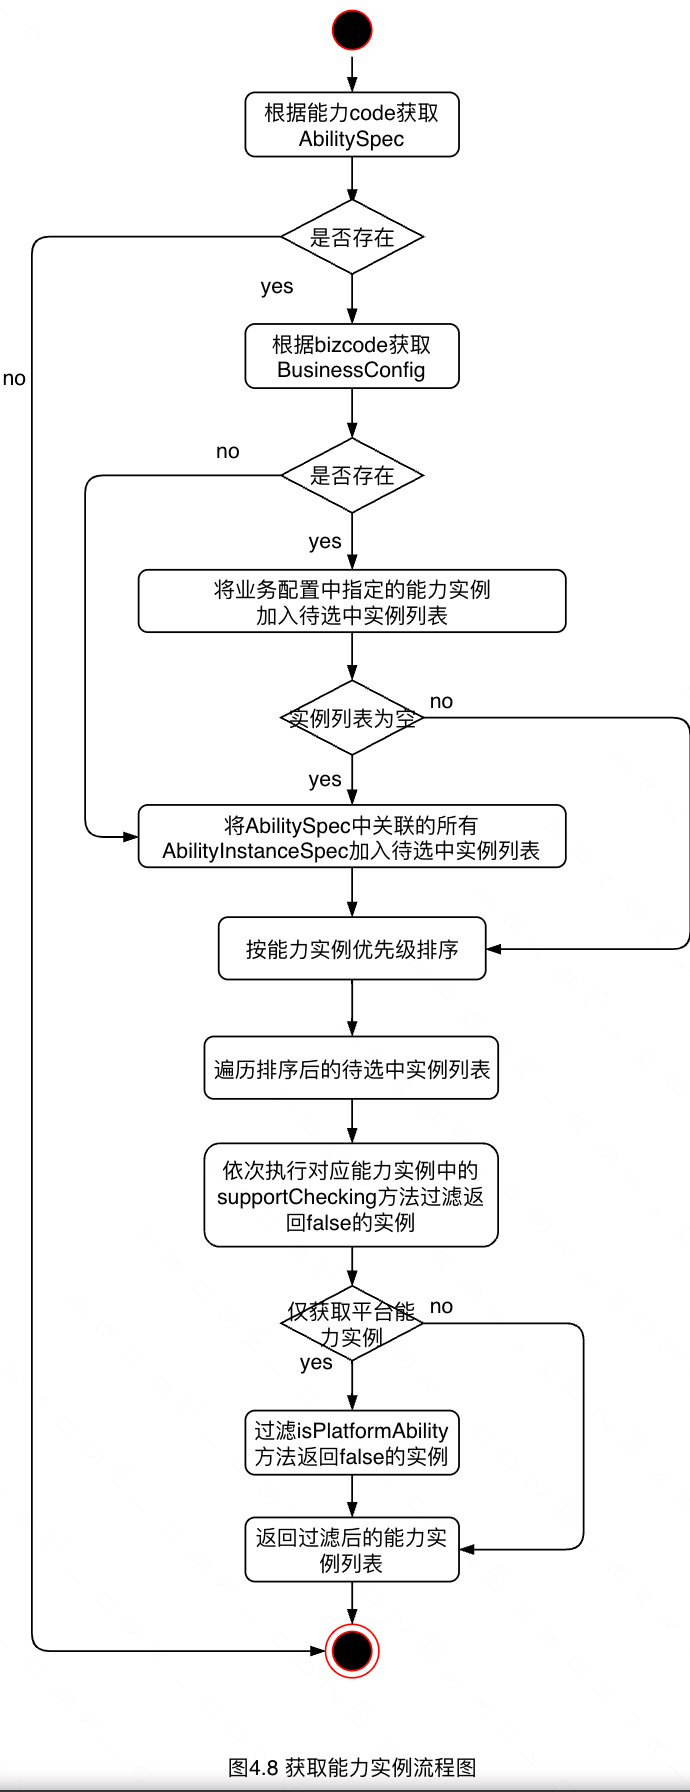 根据能力code获取
AbilitySpec
是否存在
yes
根据bizcode获取
BusinessConfig
no
no
是否存在
yes
将业务配置中指定的能力实例
加入待选中实例列表
no
实例列表为空
yes
将AbilitySpec中关联的所有
AbilityInstanceSpec加入待选中实例列表
按能力实例优先级排序
遍历排序后的待选中实例列表
依次执行对应能力实例中的
supportChecking方法过滤返
回false的实例
仅获取平台能
力实例
no
yes
过滤isPlatformAbility
方法返回false的实例
返回过滤后的能力实
例列表
图4.8 获取能力实例流程图